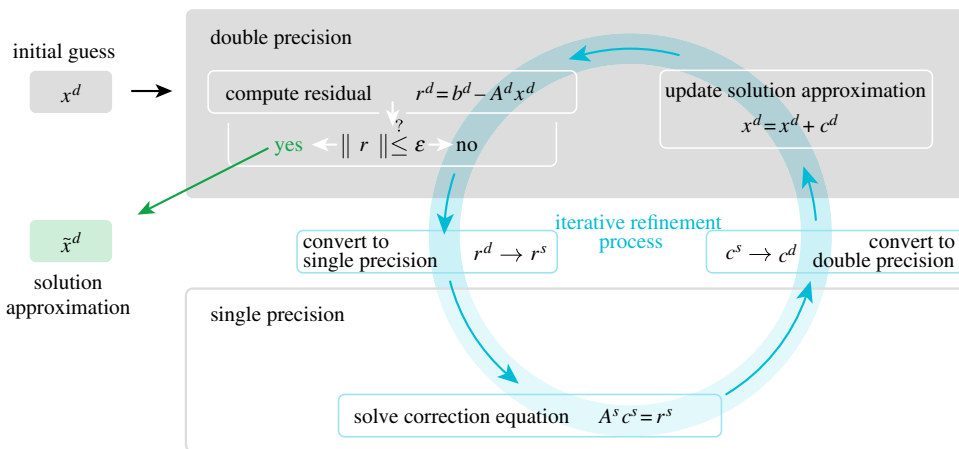 double precision
initial guess
x^d
compute residual r^d = b^d – A^d x^d
update solution approximation
x^d = x^d + c^d
yes ‖ r ‖ ≤^? ε no
iterative refinement
process
x̃^d
solution
approximation
convert to
single precision r^d → r^s
c^s → c^d convert to
double precision
single precision
solve correction equation A^s c^s = r^s